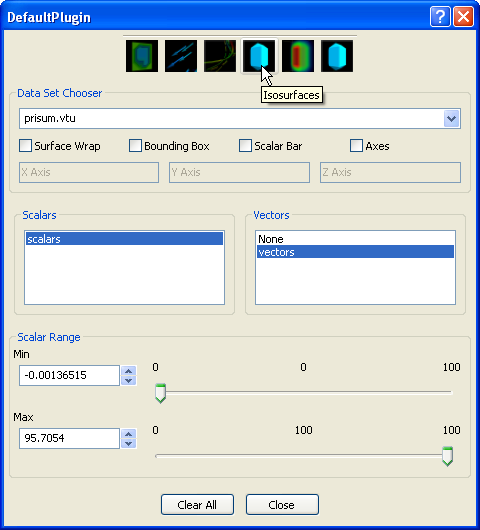 DefaultPlugin
Isosurfaces
Data Set Chooser
prisum.vtu
Surface Wrap Bounding Box Scalar Bar Axes
X Axis Y Axis Z Axis
Scalars Vectors
scalars None
vectors
Scalar Range
Min
0 0 100
-0.00136515
Max
0 100 100
95.7054
Clear All Close